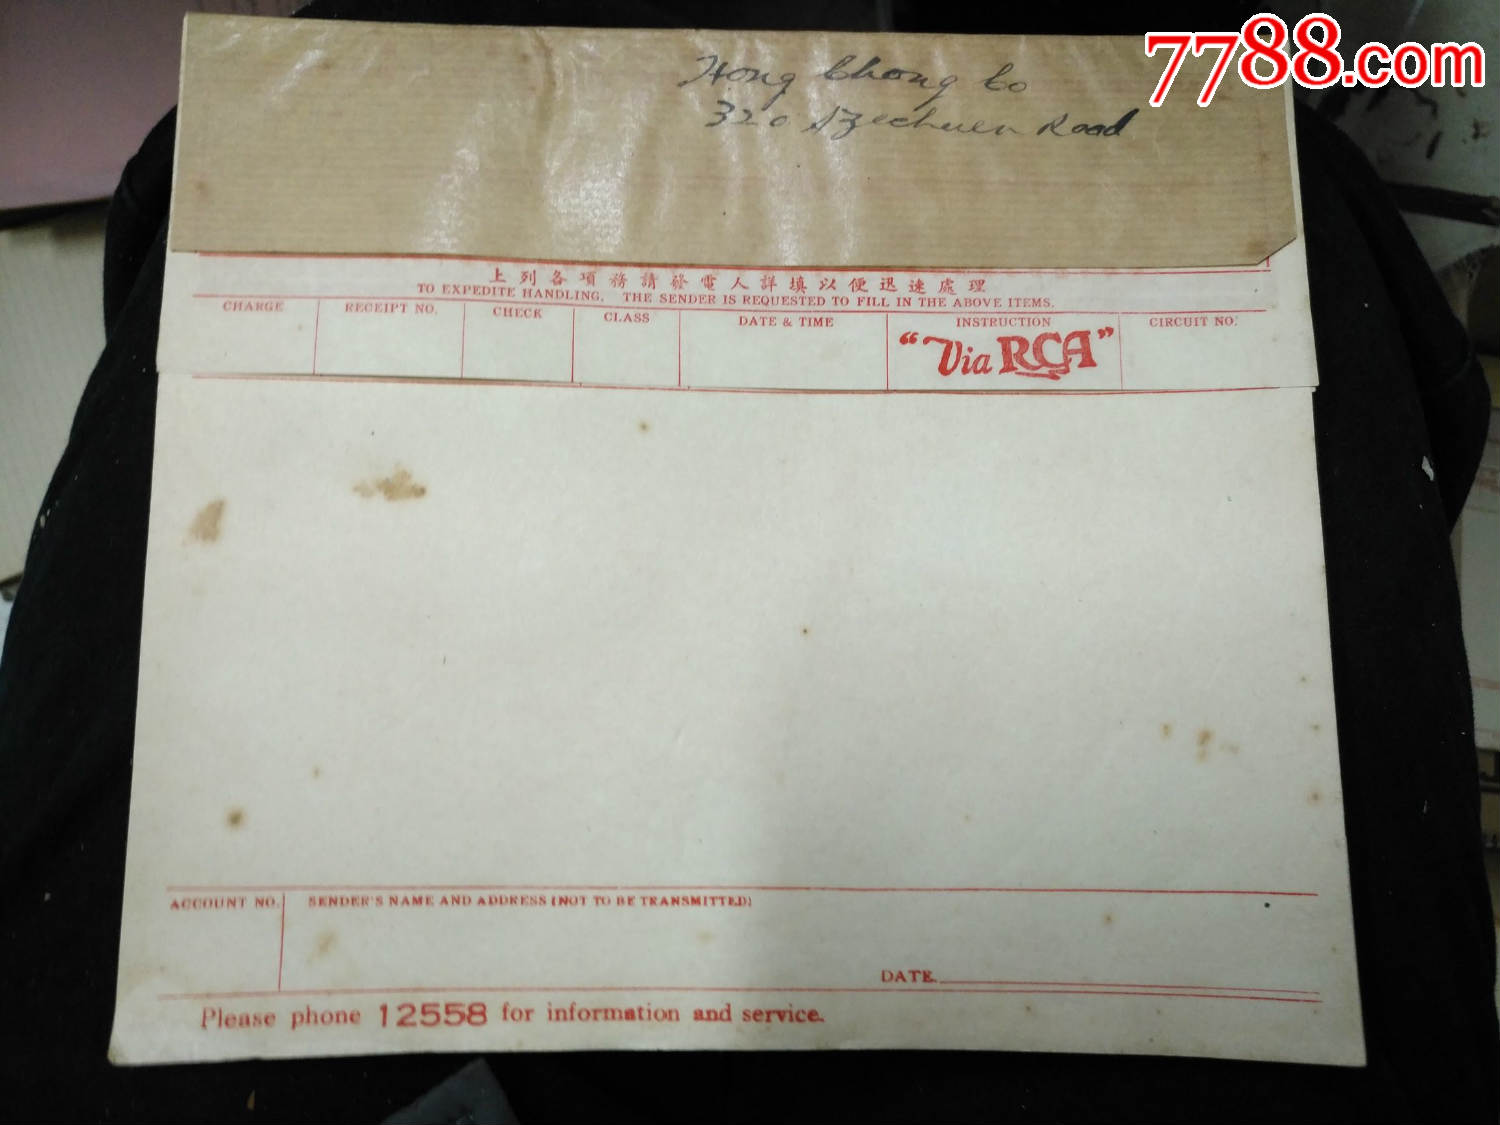 7788.com
Hong Chong Co
320 Szechuen Road
上列各項務請發電人詳填以便迅速處理
TO EXPEDITE HANDLING, THE SENDER IS REQUESTED TO FILL IN THE ABOVE ITEMS.
CHARGE RECEIPT NO. CHECK CLASS DATE & TIME INSTRUCTION CIRCUIT NO.
"Via RCA"
ACCOUNT NO. SENDER'S NAME AND ADDRESS (NOT TO BE TRANSMITTED)
DATE
Please phone 12558 for information and service.